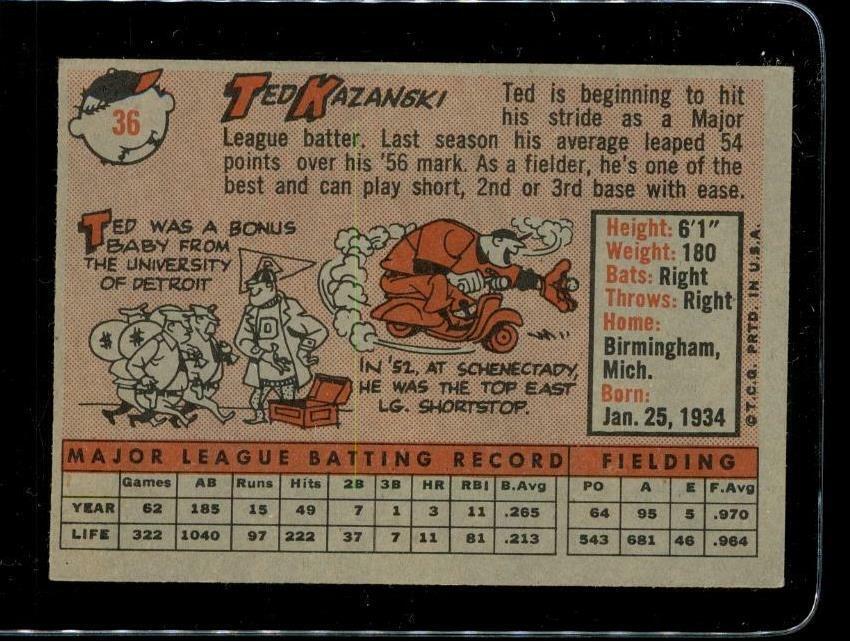 36
TED KAZANSKI
Ted is beginning to hit
his stride as a Major
League batter. Last season his average leaped 54
points over his '56 mark. As a fielder, he's one of the
best and can play short, 2nd or 3rd base with ease.
TED WAS A BONUS
BABY FROM
THE UNIVERSITY
OF DETROIT
$ $
D
IN '52, AT SCHENECTADY,
HE WAS THE TOP EAST
LG. SHORTSTOP.
Height: 6'1"
Weight: 180
Bats: Right
Throws: Right
Home:
Birmingham,
Mich.
Born:
Jan. 25, 1934
© T.C.G. PRTD. IN U.S.A.
MAJOR LEAGUE BATTING RECORD FIELDING
Games AB Runs Hits 2B 3B HR RBI B.Avg PO A E F.Avg
YEAR 62 185 15 49 7 1 3 11 .265 64 95 5 .970
LIFE 322 1040 97 222 37 7 11 81 .213 543 681 46 .964